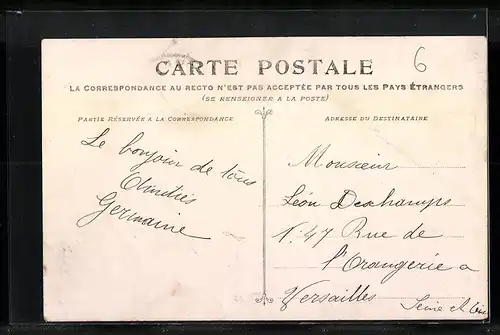 6
CARTE POSTALE
LA CORRESPONDANCE AU RECTO N'EST PAS ACCEPTÉE PAR TOUS LES PAYS ÉTRANGERS
(SE RENSEIGNER A LA POSTE)
PARTIE RÉSERVÉE A LA CORRESPONDANCE
Le bonjour de tous
Germaine
ADRESSE DU DESTINATAIRE
Monsieur
Léon Deschamps
47 Rue de
l'Orangerie a
Versailles
Seine et